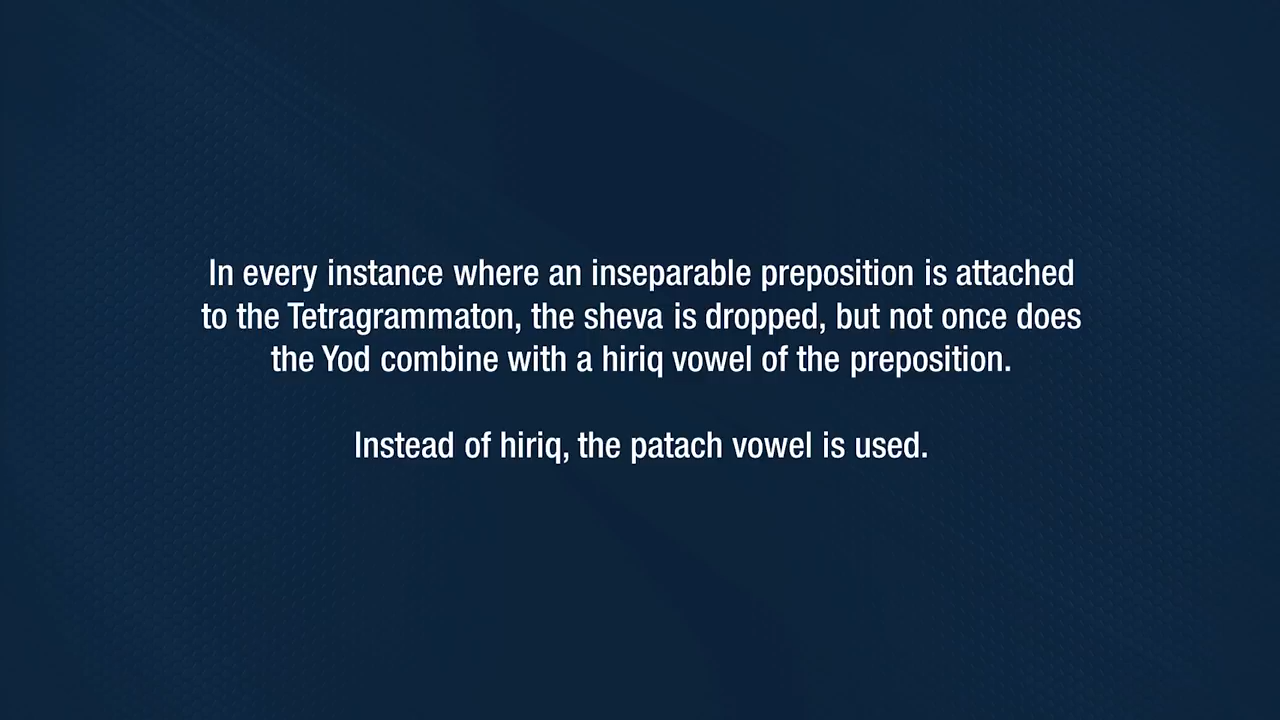 In every instance where an inseparable preposition is attached
to the Tetragrammaton, the sheva is dropped, but not once does
the Yod combine with a hiriq vowel of the preposition.
Instead of hiriq, the patach vowel is used.